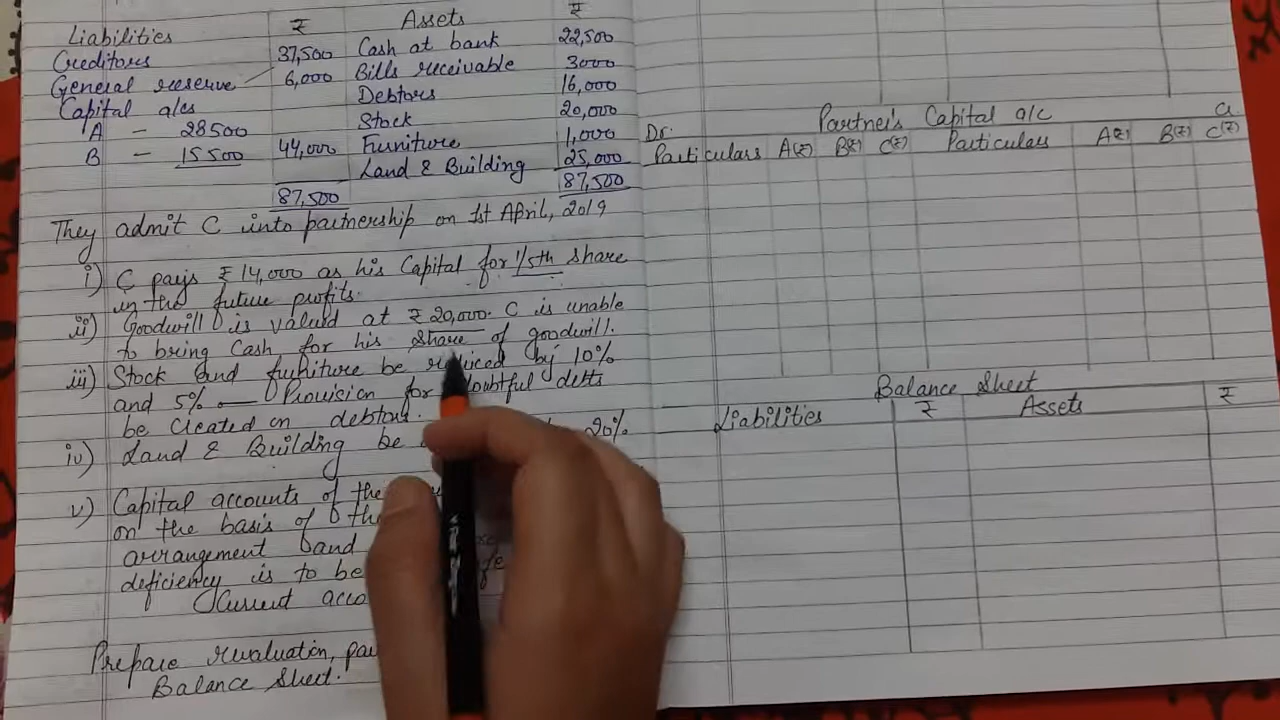 Liabilities ₹ Assets ₹
Creditors 37,500 Cash at bank 22,500
General reserve 6,000 Bills receivable 3000
Capital a/cs Debtors 16,000
A - 28500 Stock 20,000
B - 15500 44,000 Furniture 1,000
Land & Building 25,000
87,500 87,500
They admit C into partnership on 1st April, 2019
i) C pays ₹ 14,000 as his Capital for 1/5th share
in the future profits.
ii) Goodwill is valued at ₹ 20,000. C is unable
to bring Cash for his share of goodwill.
iii) Stock and furniture be reduced by 10%
and 5% Provision for doubtful debts
be created on debtors.
iv) Land & Building be 20%
v) Capital accounts of the
on the basis of the
arrangement and
deficiency is to be
Current
Prepare revaluation,
Balance Sheet.
Partner's Capital a/c
Dr. Cr.
Particulars A(₹) B(₹) C(₹) Particulars A(₹) B(₹) C(₹)
Balance Sheet
Liabilities ₹ Assets ₹